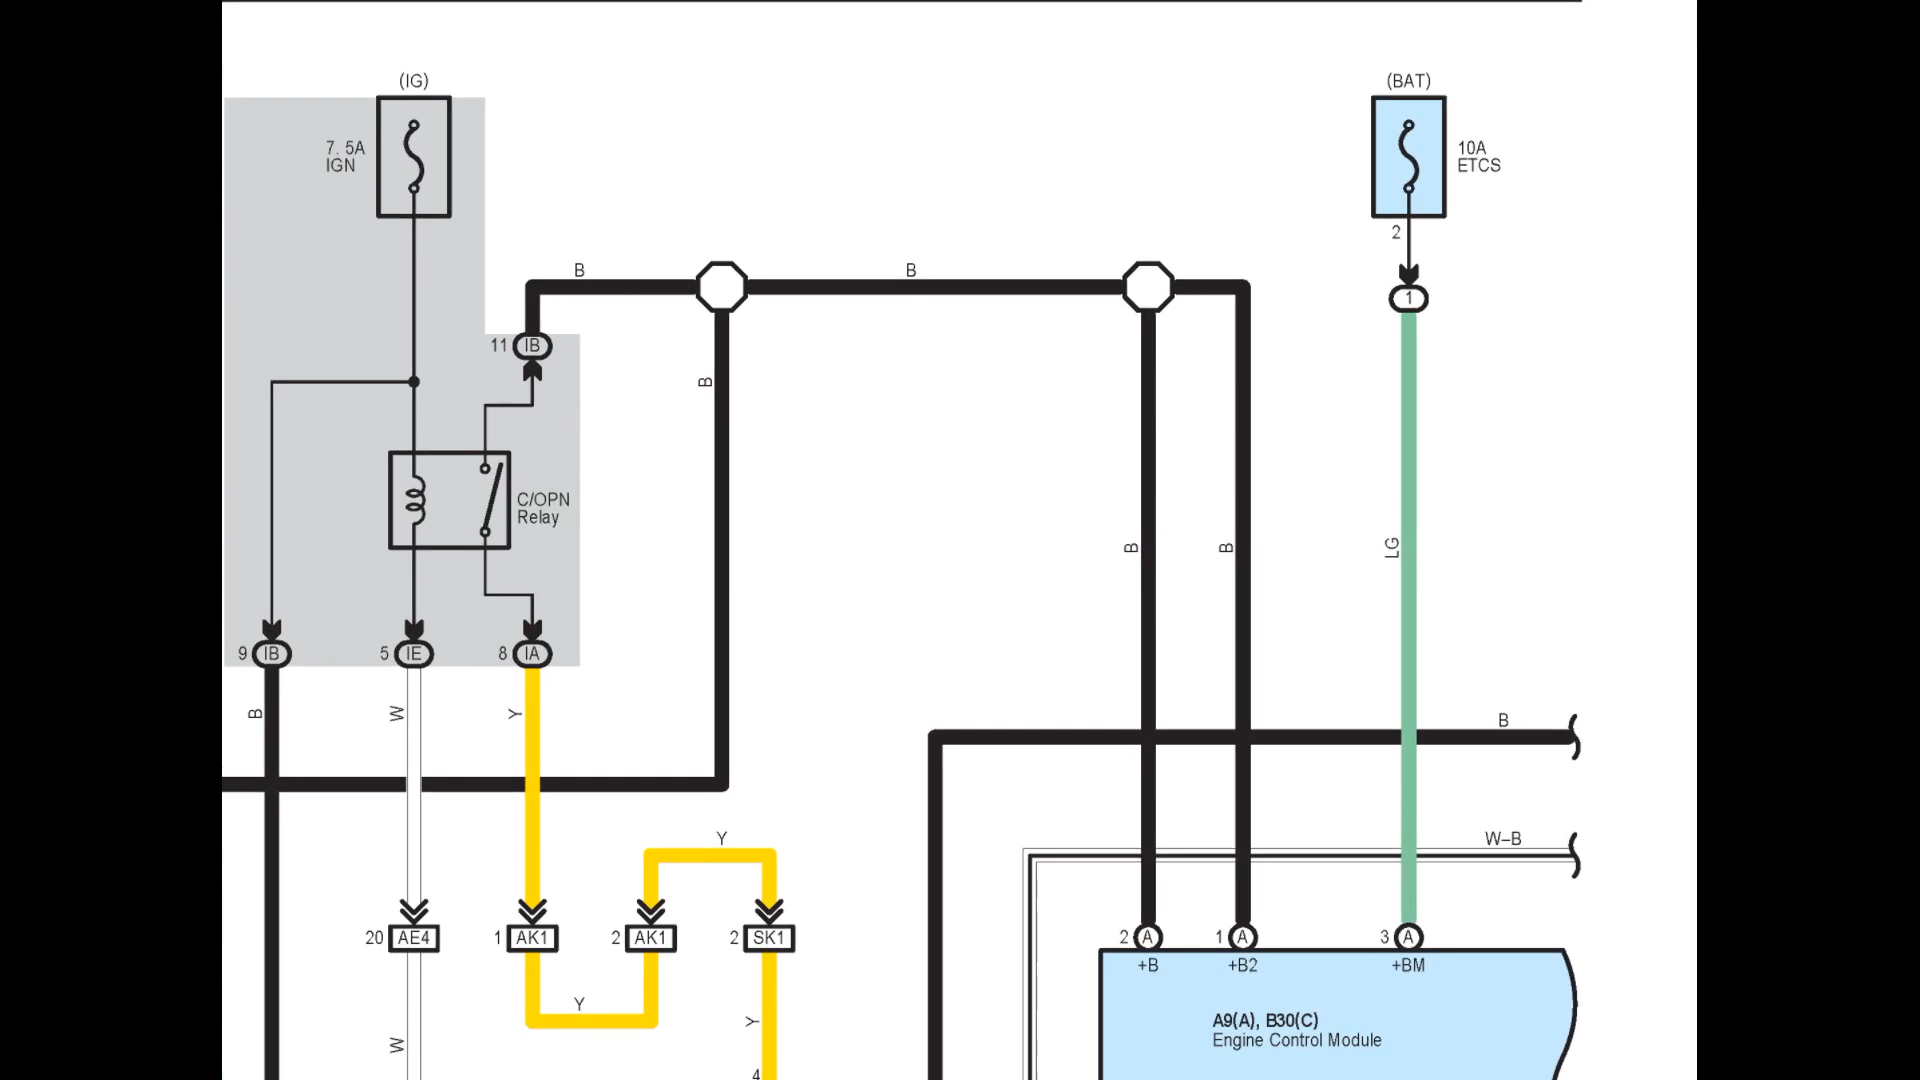 (IG)
(BAT)
7. 5A
IGN
10A
ETCS
2
1
B
B
11 IB
B
C/OPN
Relay
B
B
LG
9 IB
5 IE
8 IA
B
W
Y
B
Y
W–B
20 AE4
1 AK1
2 AK1
2 SK1
2 A
1 A
3 A
+B
+B2
+BM
Y
Y
W
A9(A), B30(C)
Engine Control Module
4